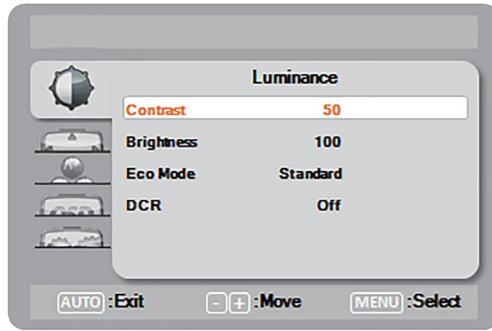 Luminance
Contrast 50
Brightness 100
Eco Mode Standard
DCR Off
AUTO :Exit - + :Move MENU :Select